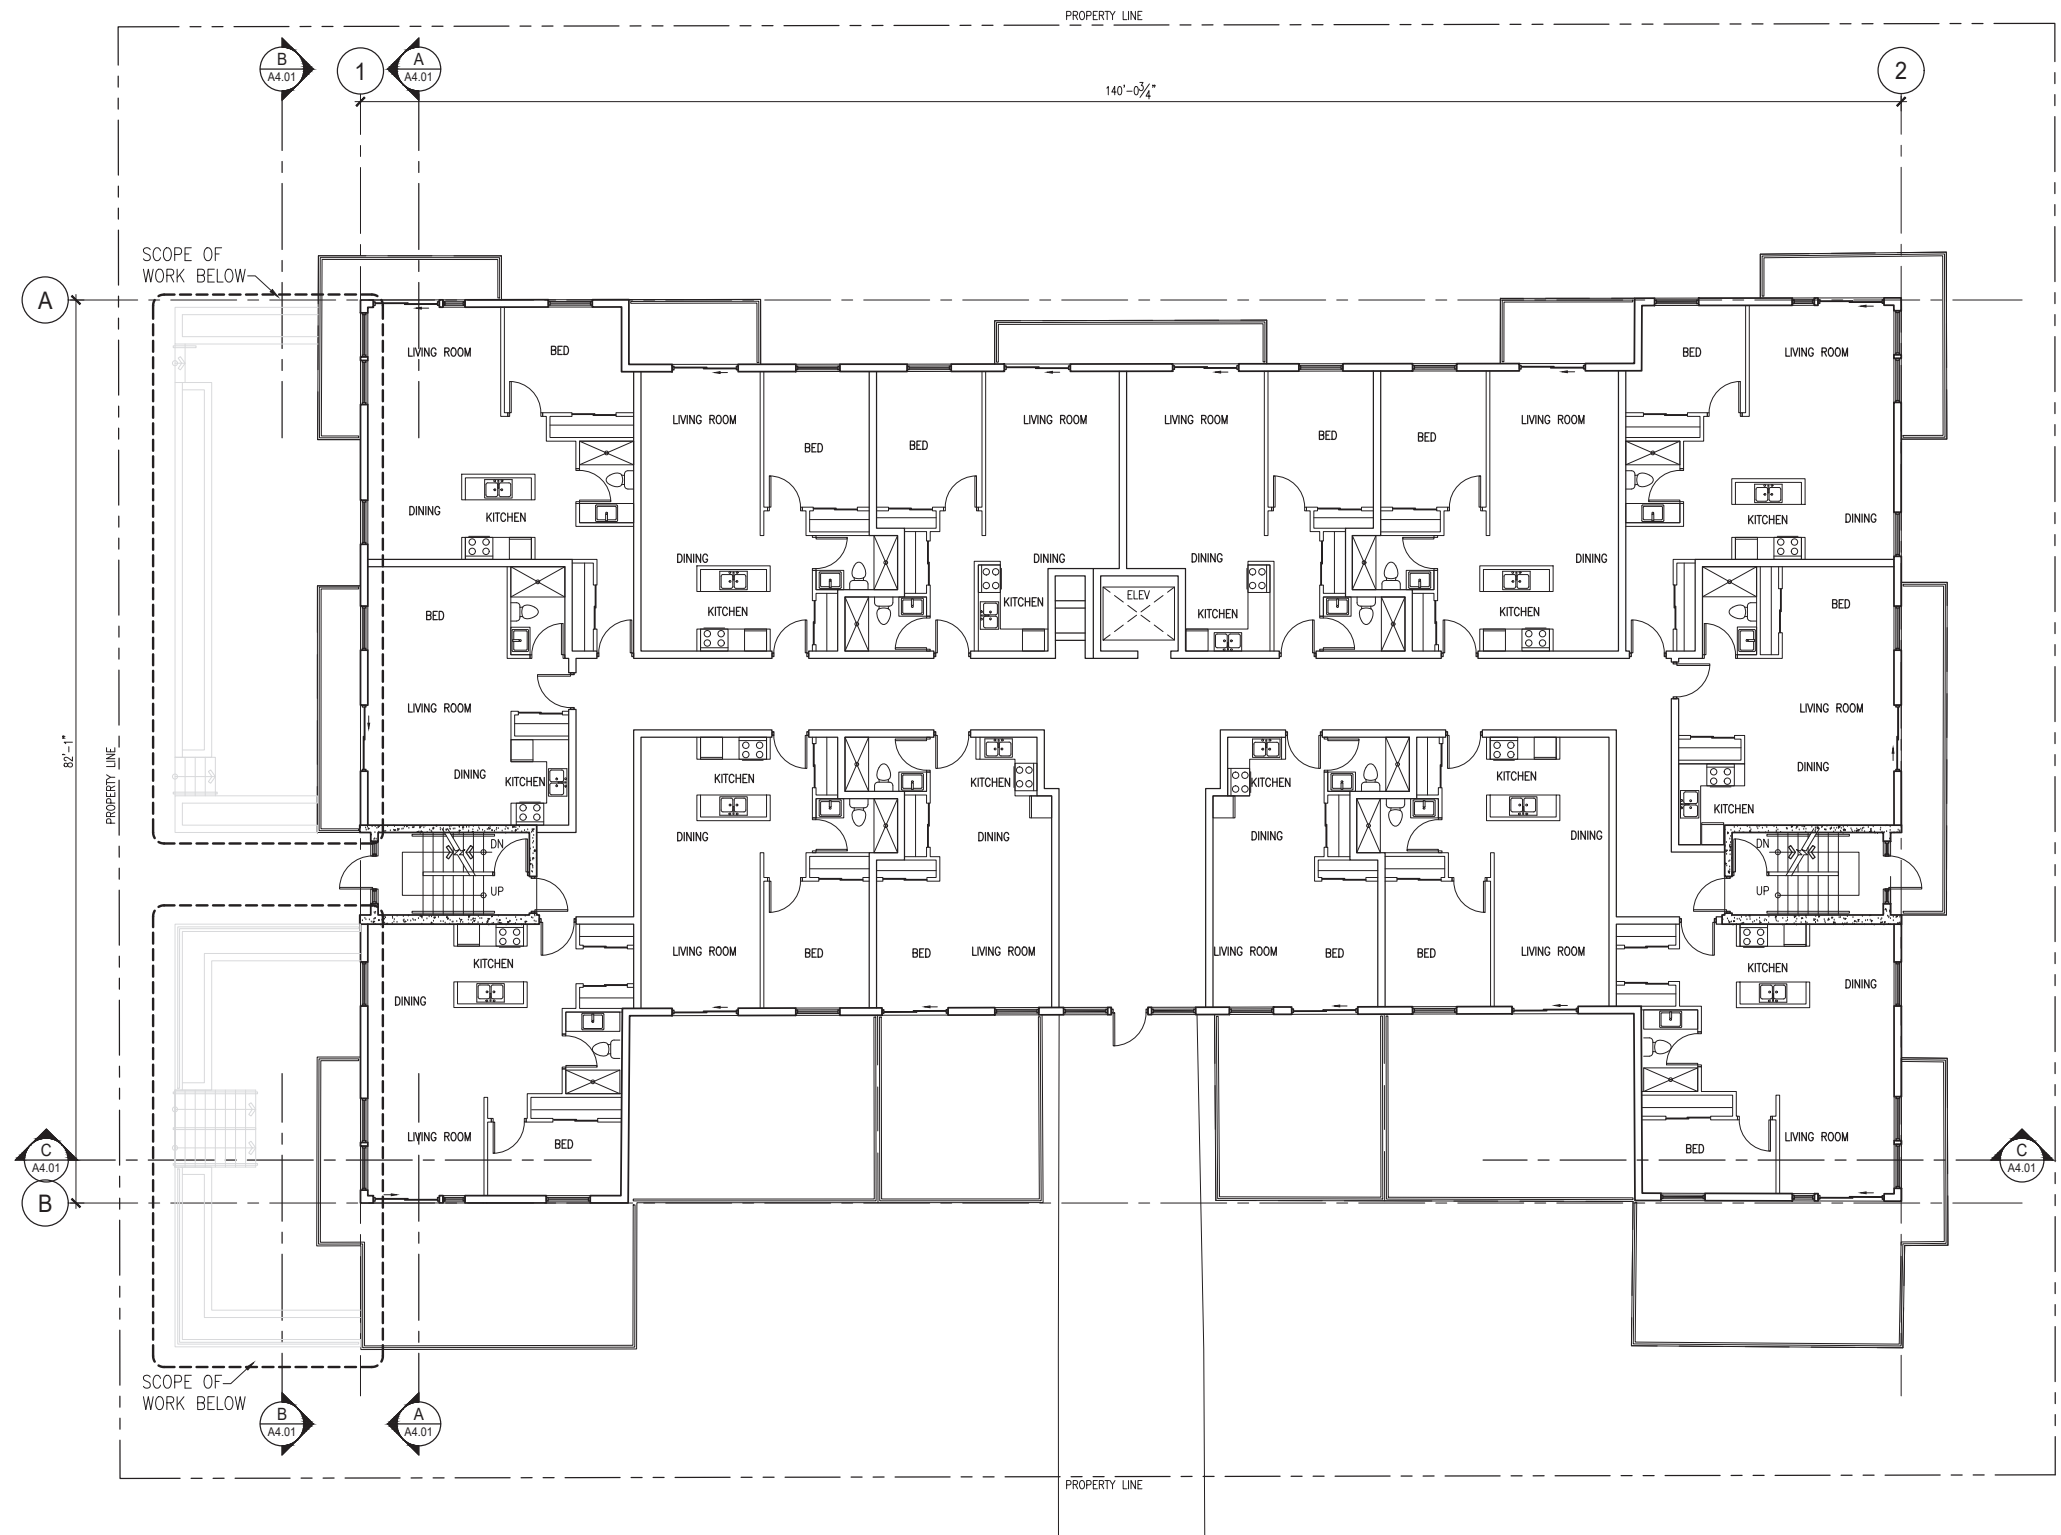 PROPERTY LINE
B
A4.01
1
A
A4.01
2
140'-0¾"
SCOPE OF
WORK BELOW
A
LIVING ROOM
BED
BED
LIVING ROOM
LIVING ROOM
BED
BED
LIVING ROOM
LIVING ROOM
BED
BED
LIVING ROOM
DINING
KITCHEN
KITCHEN
DINING
DINING
DINING
DINING
DINING
BED
KITCHEN
KITCHEN
ELEV
KITCHEN
KITCHEN
BED
LIVING ROOM
LIVING ROOM
82'-1"
PROPERTY LINE
DINING
KITCHEN
KITCHEN
KITCHEN
KITCHEN
KITCHEN
DINING
KITCHEN
DINING
DINING
DINING
DINING
DN
UP
DN
UP
KITCHEN
DINING
LIVING ROOM
BED
BED
LIVING ROOM
LIVING ROOM
BED
BED
LIVING ROOM
KITCHEN
DINING
LIVING ROOM
BED
BED
LIVING ROOM
C
A4.01
C
A4.01
B
SCOPE OF
WORK BELOW
B
A4.01
A
A4.01
PROPERTY LINE